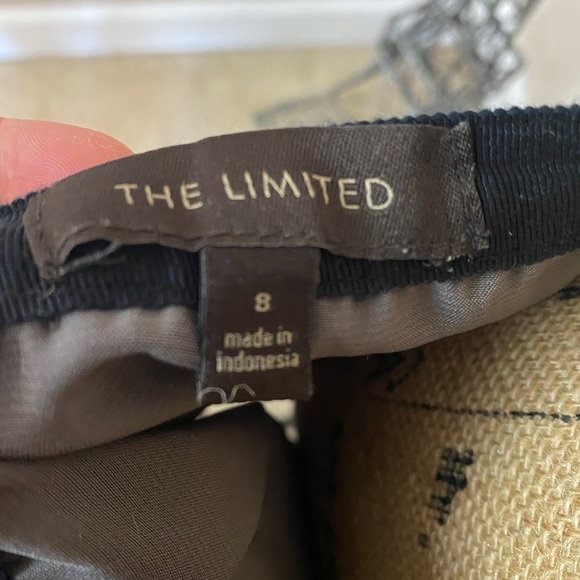 THE LIMITED
8
made in
indonesia